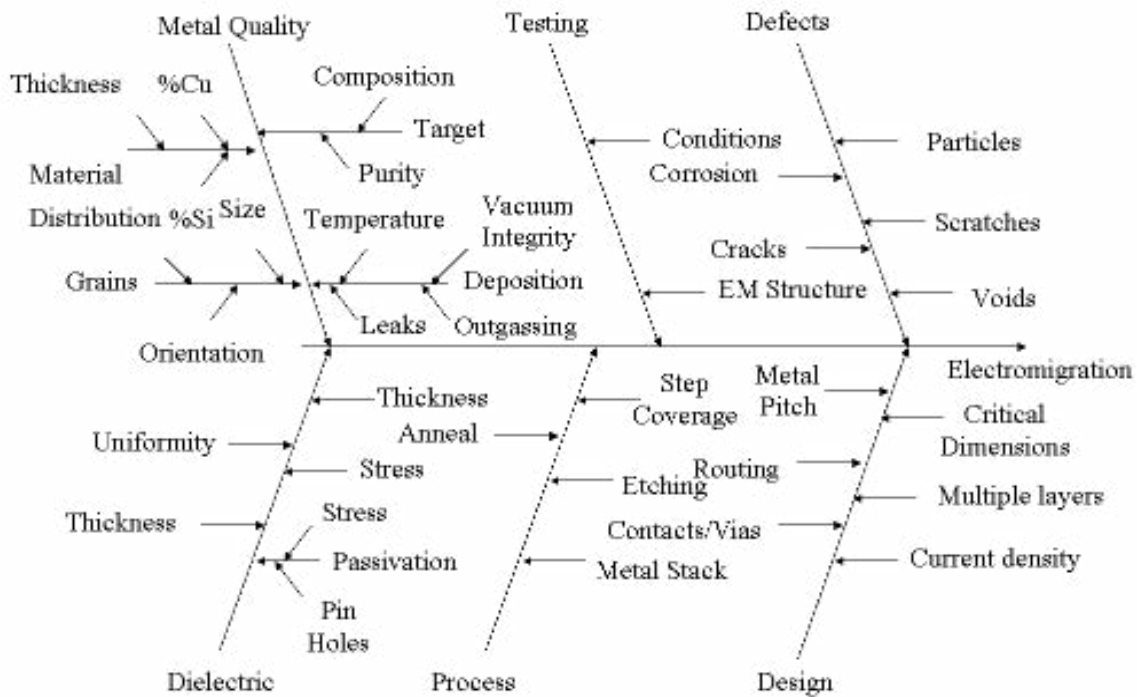 Metal Quality
Testing
Defects
Thickness
%Cu
Composition
Target
Material
Purity
Conditions
Corrosion
Particles
Distribution
%Si
Size
Temperature
Vacuum
Integrity
Scratches
Cracks
Grains
Deposition
EM Structure
Voids
Leaks
Outgassing
Orientation
Electromigration
Thickness
Anneal
Step
Coverage
Metal
Pitch
Critical
Dimensions
Uniformity
Stress
Etching
Routing
Multiple layers
Thickness
Stress
Passivation
Contacts/Vias
Metal Stack
Current density
Pin
Holes
Dielectric
Process
Design